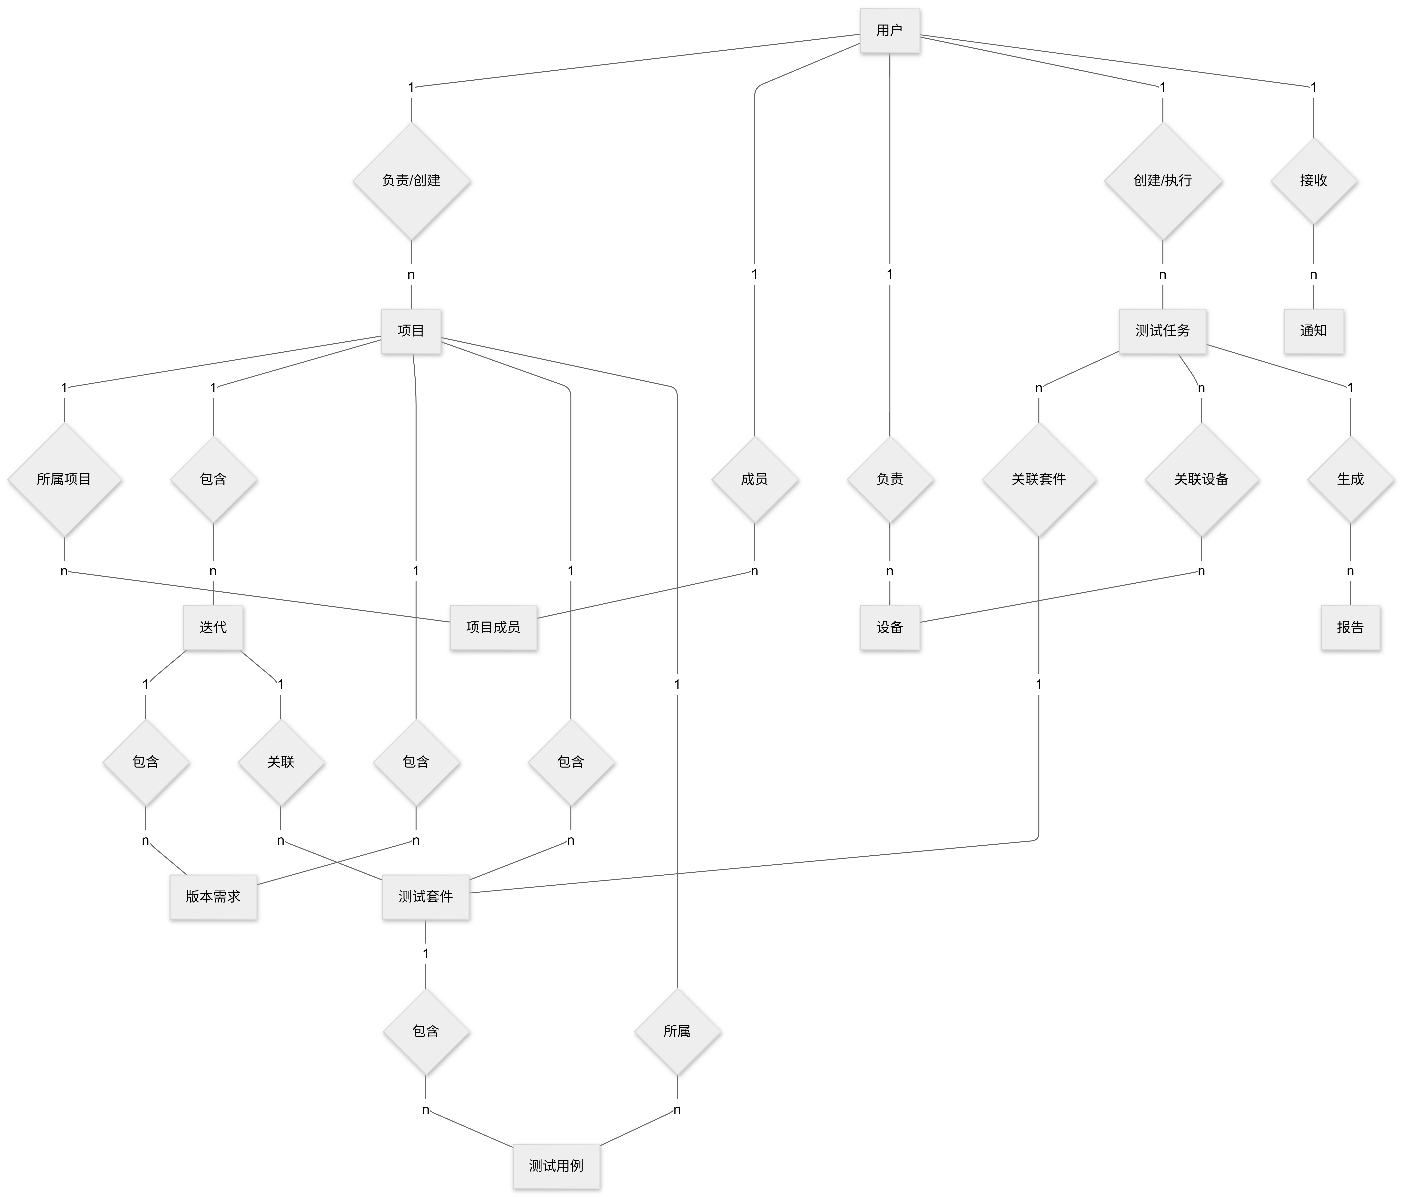 用户
1
1
1
负责/创建
创建/执行
接收
n
1
1
n
n
项目
测试任务
通知
1
1
n
n
1
所属项目
包含
成员
负责
关联套件
关联设备
生成
n
n
1
1
n
n
n
n
迭代
项目成员
设备
报告
1
1
1
1
包含
关联
包含
包含
n
n
n
n
版本需求
测试套件
1
包含
所属
n
n
测试用例